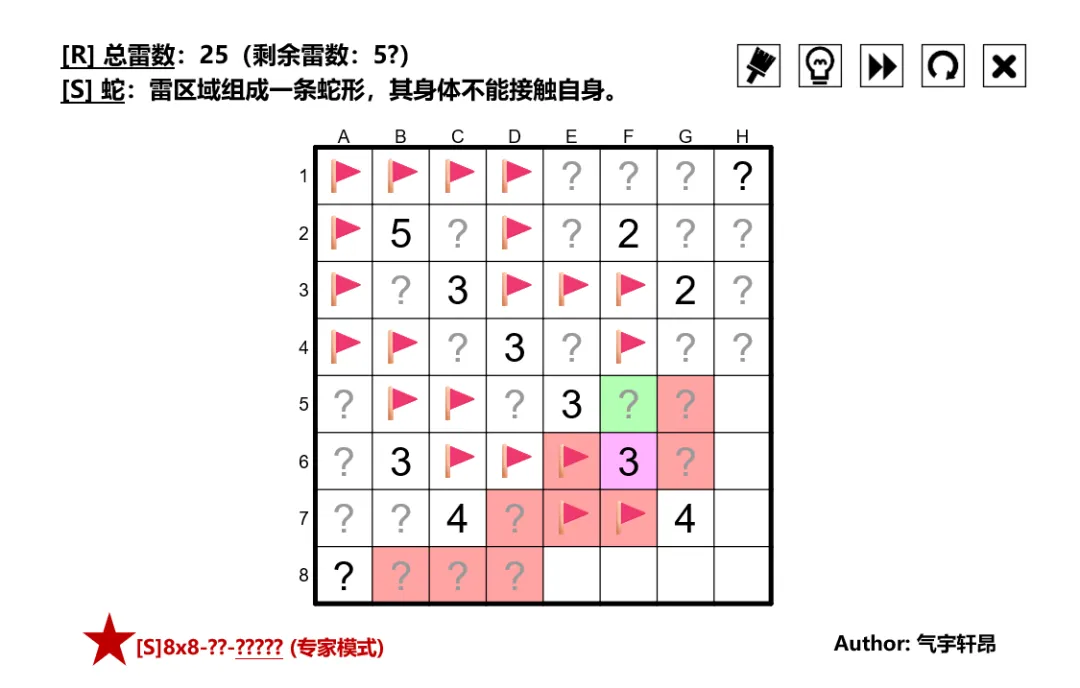 [R] 总雷数：25（剩余雷数：5?）
[S] 蛇：雷区域组成一条蛇形，其身体不能接触自身。
A B C D E F G H
1 ? ? ? ?
2 5 ? ? 2 ? ?
3 ? 3 2 ?
4 ? 3 ? ? ?
5 ? ? 3 ? ?
6 ? 3 3 ?
7 ? ? 4 ? 4
8 ? ? ? ?
[S]8x8-??-????? (专家模式)
Author: 气宇轩昂